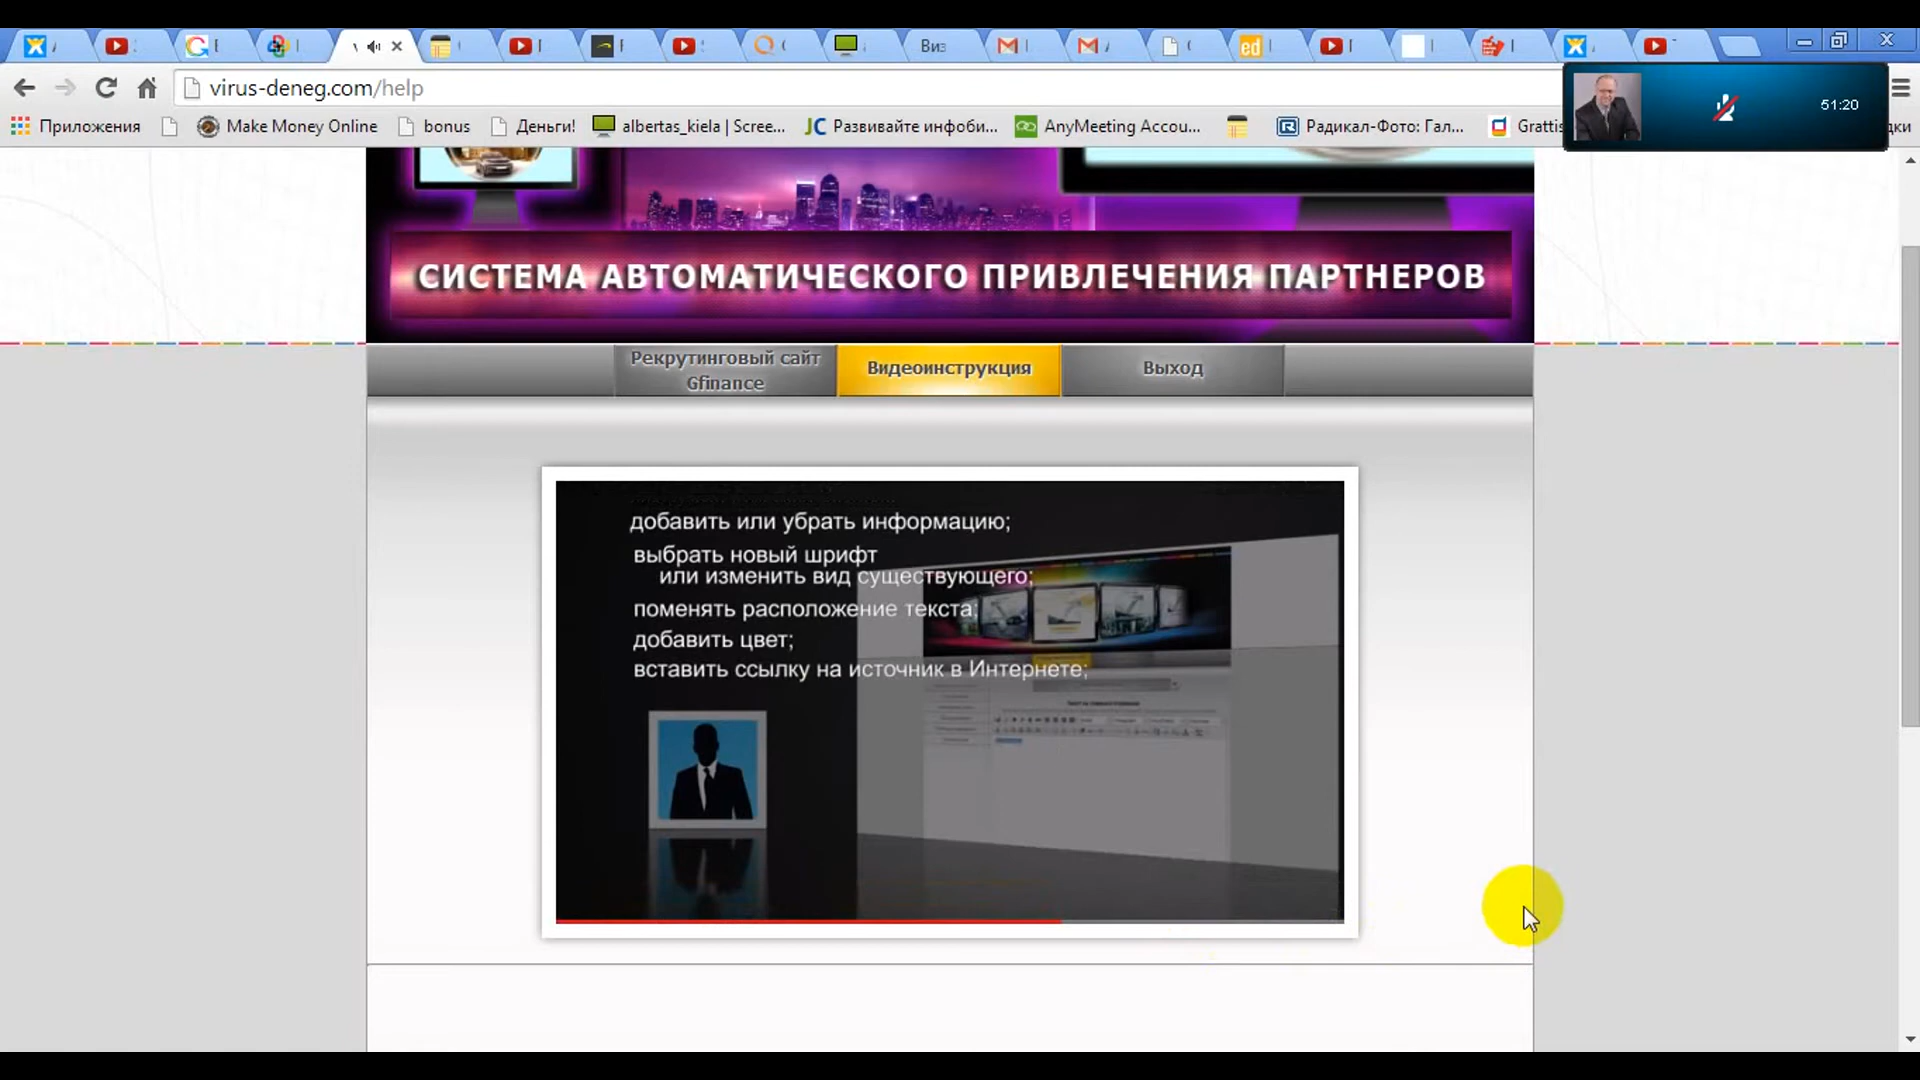 virus-deneg.com/help
51:20
Приложения
Make Money Online
bonus
Деньги!
albertas_kiela | Scree...
Развивайте инфоби...
AnyMeeting Accou...
Радикал-Фото: Гал...
Grattis
Виз
ed
СИСТЕМА АВТОМАТИЧЕСКОГО ПРИВЛЕЧЕНИЯ ПАРТНЕРОВ
Рекрутинговый сайт
Gfinance
Видеоинструкция
Выход
добавить или убрать информацию;
выбрать новый шрифт
или изменить вид существующего;
поменять расположение текста;
добавить цвет;
вставить ссылку на источник в Интернете;